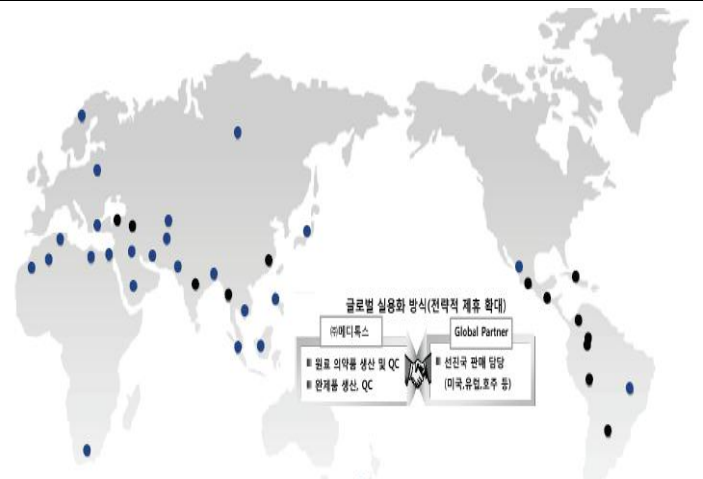 글로벌 실용화 방식(전략적 제휴 확대)
㈜메디톡스
Global Partner
원료 의약품 생산 및 QC
완제품 생산, QC
선진국 판매 담당
(미국,유럽,호주 등)